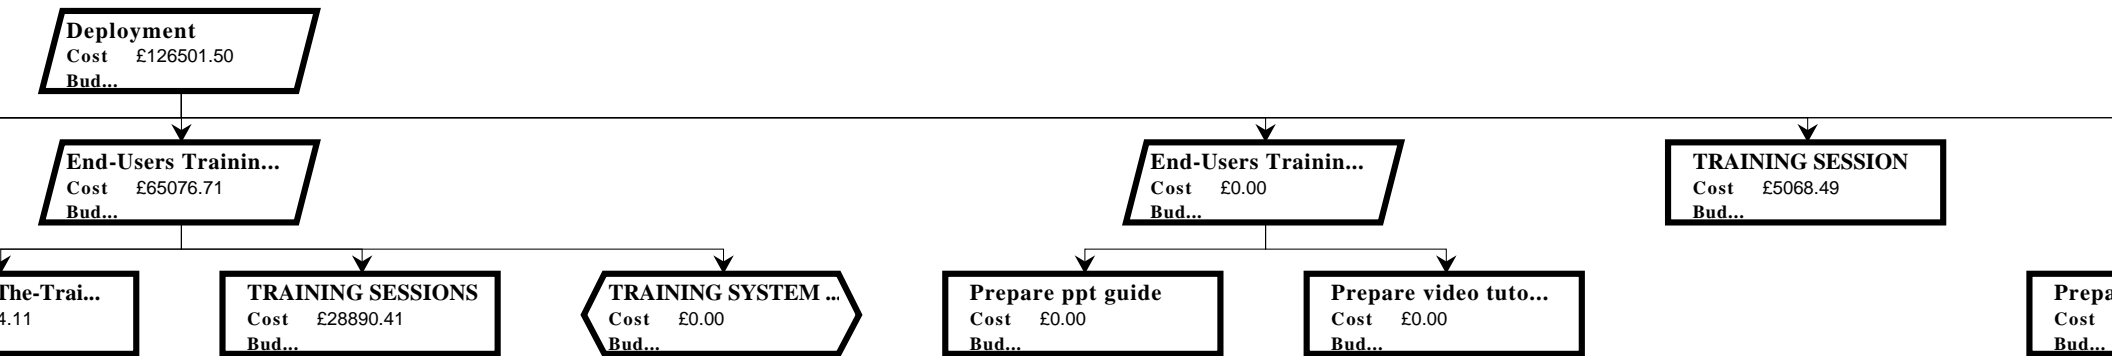 Deployment
Cost £126501.50
Bud...
End-Users Trainin...
Cost £65076.71
Bud...
End-Users Trainin...
Cost £0.00
Bud...
TRAINING SESSION
Cost £5068.49
Bud...
The-Trai...
4.11
TRAINING SESSIONS
Cost £28890.41
Bud...
TRAINING SYSTEM ...
Cost £0.00
Bud...
Prepare ppt guide
Cost £0.00
Bud...
Prepare video tuto...
Cost £0.00
Bud...
Prepa
Cost
Bud...